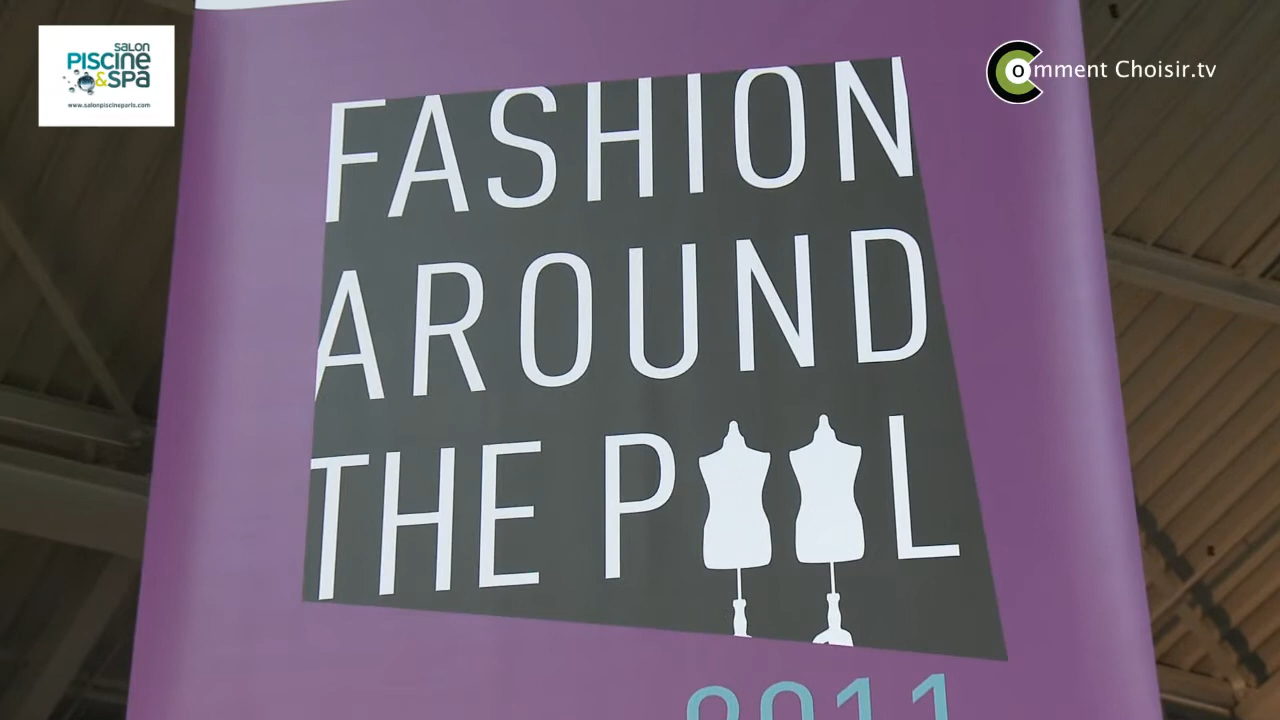 SALON
PISCINE
&SPA
www.salonpiscineparis.com
Comment Choisir.tv
FASHION
AROUND
THE POOL
2011